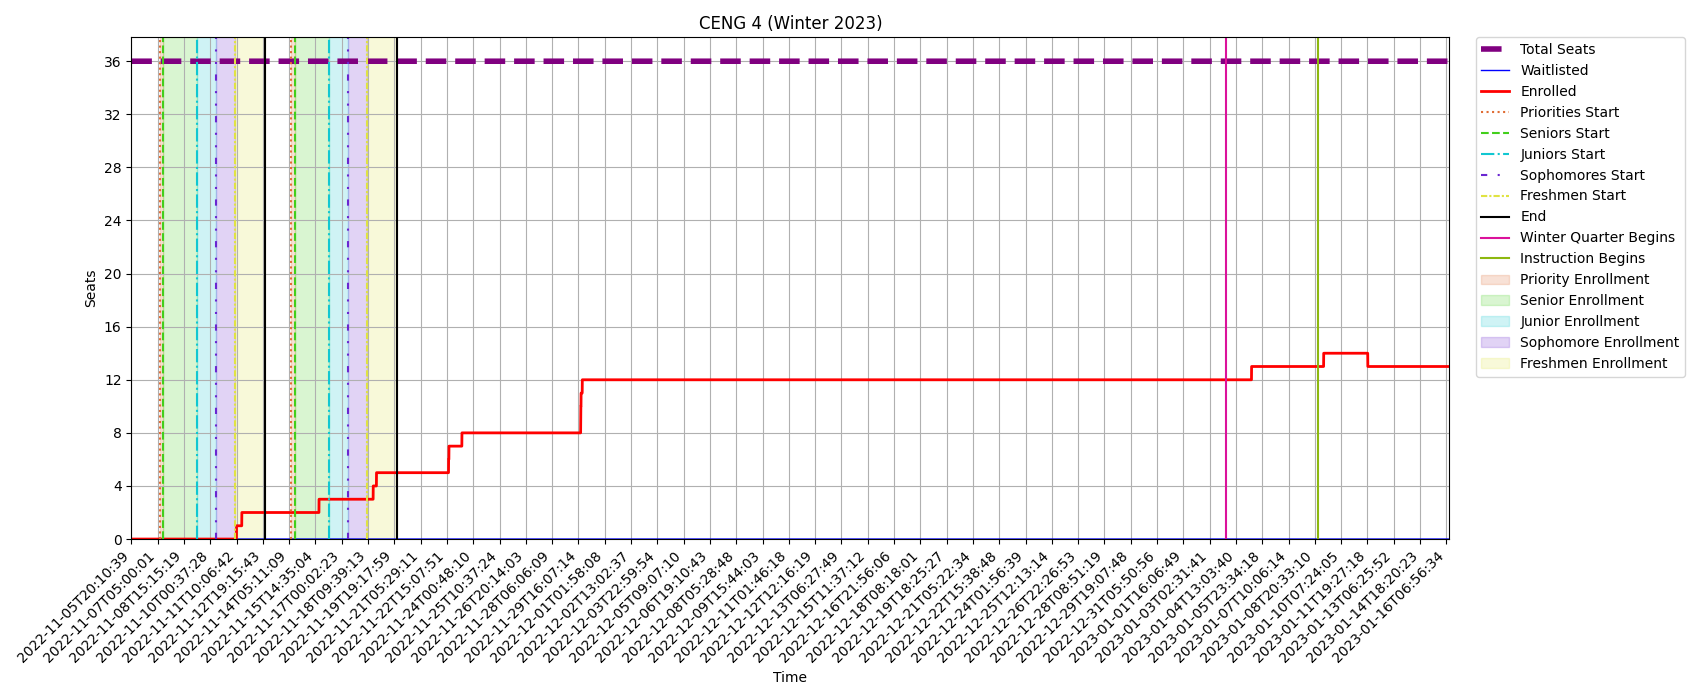 CENG 4 (Winter 2023)
Seats
36
32
28
24
20
16
12
8
4
0
2022-11-05T20:10:39
2022-11-07T05:00:01
2022-11-08T15:15:19
2022-11-10T00:37:28
2022-11-11T10:06:42
2022-11-12T19:15:43
2022-11-14T05:11:09
2022-11-15T14:35:04
2022-11-17T00:02:23
2022-11-18T09:39:13
2022-11-19T19:17:59
2022-11-21T05:29:11
2022-11-22T15:07:51
2022-11-24T00:48:10
2022-11-25T10:37:24
2022-11-26T20:14:03
2022-11-28T06:06:09
2022-11-29T16:07:14
2022-12-01T01:58:08
2022-12-02T13:02:37
2022-12-03T22:59:54
2022-12-05T09:07:10
2022-12-06T19:10:43
2022-12-08T05:28:48
2022-12-09T15:44:03
2022-12-11T01:46:18
2022-12-12T12:16:19
2022-12-13T06:27:49
2022-12-15T11:37:12
2022-12-16T21:56:06
2022-12-18T08:18:01
2022-12-19T18:25:27
2022-12-21T05:22:34
2022-12-22T15:38:48
2022-12-24T01:56:39
2022-12-25T12:13:14
2022-12-26T22:26:53
2022-12-28T08:51:19
2022-12-29T19:07:48
2022-12-31T05:50:56
2023-01-01T16:06:49
2023-01-03T02:31:41
2023-01-04T13:03:40
2023-01-05T23:34:18
2023-01-07T10:06:14
2023-01-08T20:33:10
2023-01-10T07:24:05
2023-01-11T19:27:18
2023-01-13T06:25:52
2023-01-14T18:20:23
2023-01-16T06:56:34
Time
Total Seats
Waitlisted
Enrolled
Priorities Start
Seniors Start
Juniors Start
Sophomores Start
Freshmen Start
End
Winter Quarter Begins
Instruction Begins
Priority Enrollment
Senior Enrollment
Junior Enrollment
Sophomore Enrollment
Freshmen Enrollment